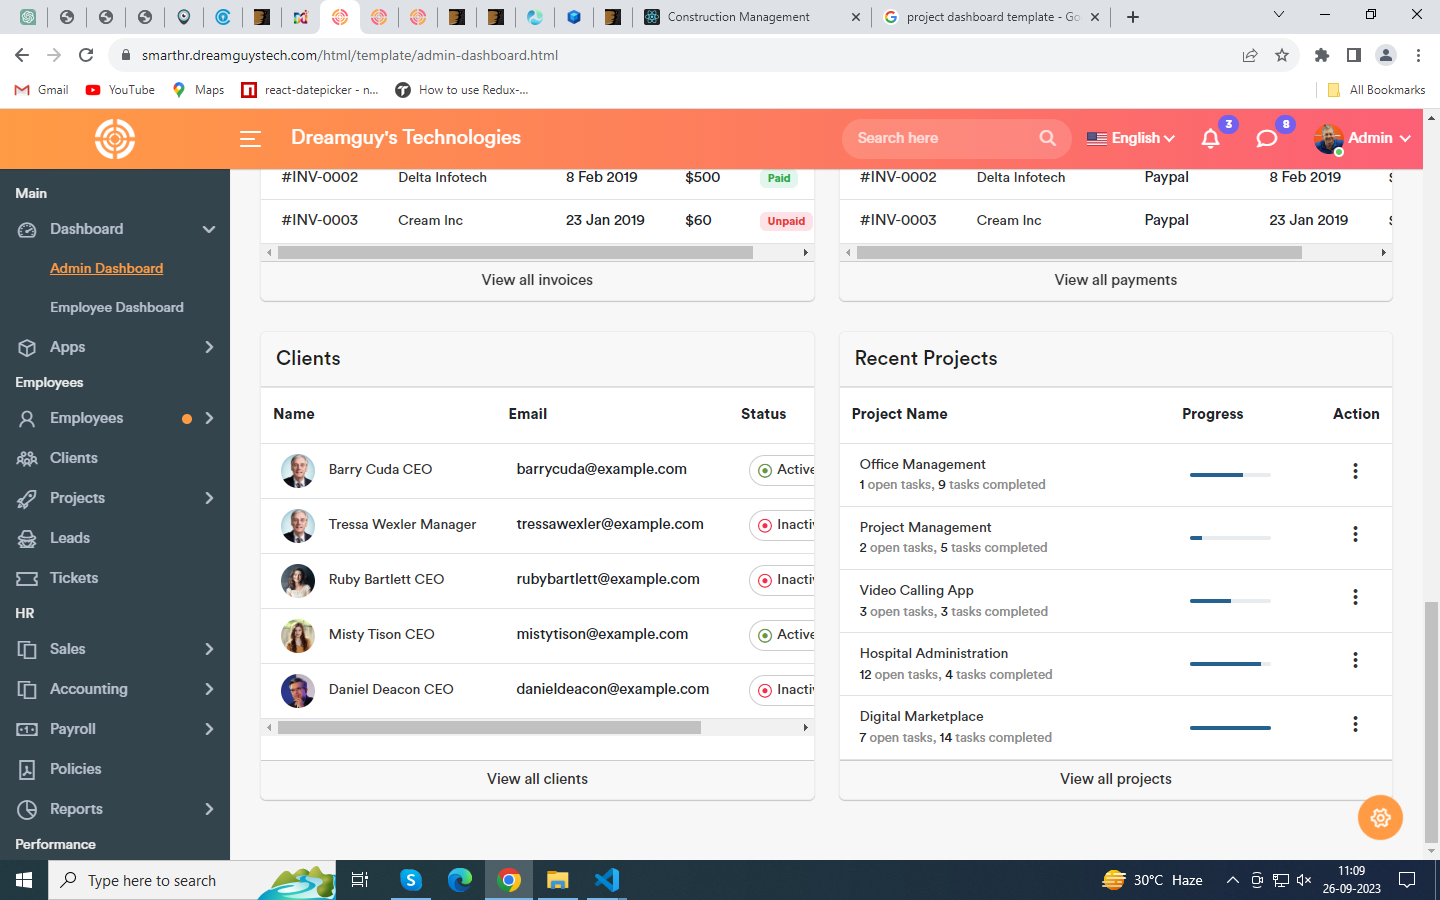 Construction Management
project dashboard template - Go
smarthr.dreamguystech.com/html/template/admin-dashboard.html
Gmail
YouTube
Maps
react-datepicker - n...
How to use Redux-...
All Bookmarks
Dreamguy's Technologies
Search here
English
3
8
Admin
Main
Dashboard
Admin Dashboard
Employee Dashboard
Apps
Employees
Employees
Clients
Projects
Leads
Tickets
HR
Sales
Accounting
Payroll
Policies
Reports
Performance
#INV-0002 Delta Infotech 8 Feb 2019 $500 Paid
#INV-0003 Cream Inc 23 Jan 2019 $60 Unpaid
View all invoices
#INV-0002 Delta Infotech Paypal 8 Feb 2019
#INV-0003 Cream Inc Paypal 23 Jan 2019
View all payments
Clients
Name Email Status
Barry Cuda CEO barrycuda@example.com Active
Tressa Wexler Manager tressawexler@example.com Inacti
Ruby Bartlett CEO rubybartlett@example.com Inacti
Misty Tison CEO mistytison@example.com Active
Daniel Deacon CEO danieldeacon@example.com Inacti
View all clients
Recent Projects
Project Name Progress Action
Office Management
1 open tasks, 9 tasks completed
Project Management
2 open tasks, 5 tasks completed
Video Calling App
3 open tasks, 3 tasks completed
Hospital Administration
12 open tasks, 4 tasks completed
Digital Marketplace
7 open tasks, 14 tasks completed
View all projects
Type here to search
30°C Haze
11:09
26-09-2023